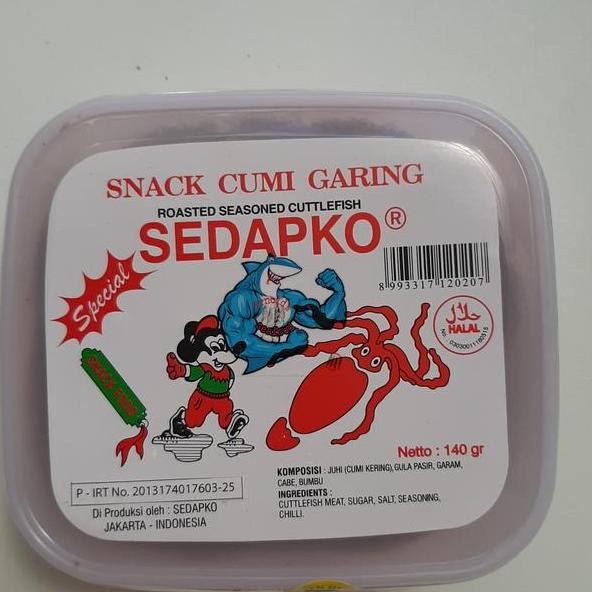 SNACK CUMI GARING
ROASTED SEASONED CUTTLEFISH
SEDAPKO®
Special
8 993317 120207
حلال
HALAL
Netto : 140 gr
KOMPOSISI : JUHI (CUMI KERING), GULA PASIR, GARAM,
CABE, BUMBU
INGREDIENTS :
CUTTLEFISH MEAT, SUGAR, SALT, SEASONING,
CHILLI.
P - IRT No. 2013174017603-25
Di Produksi oleh : SEDAPKO
JAKARTA - INDONESIA